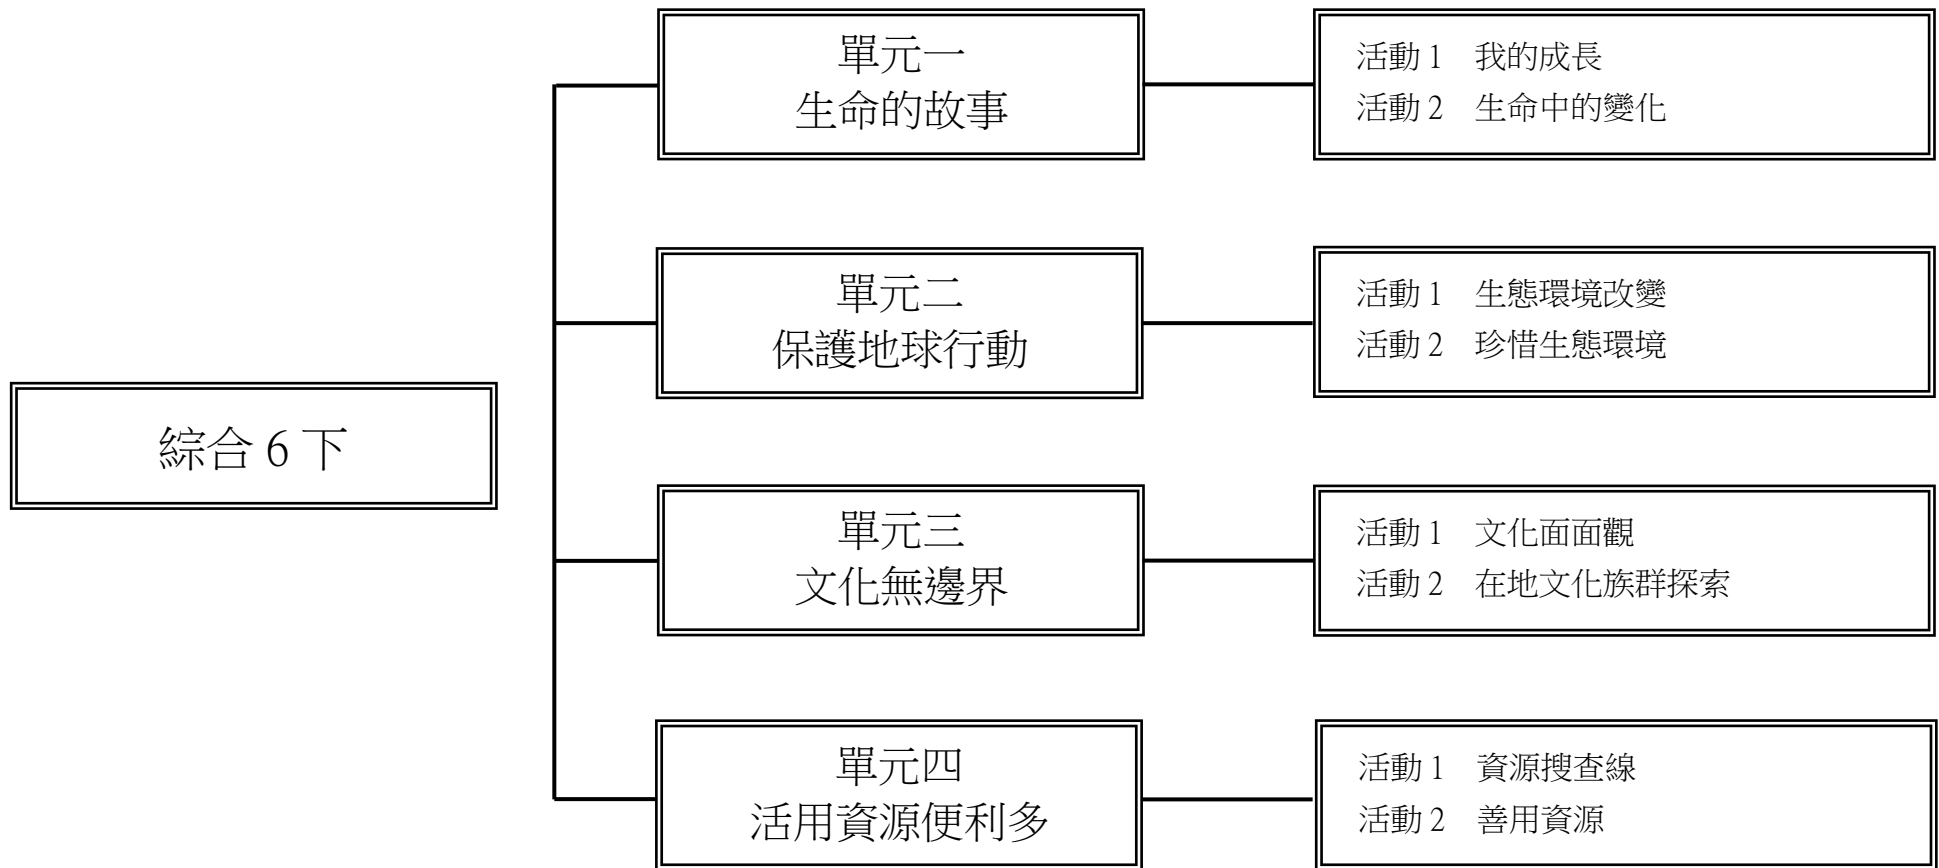 綜合 6 下
單元一
生命的故事
活動 1　我的成長
活動 2　生命中的變化
單元二
保護地球行動
活動 1　生態環境改變
活動 2　珍惜生態環境
單元三
文化無邊界
活動 1　文化面面觀
活動 2　在地文化族群探索
單元四
活用資源便利多
活動 1　資源搜查線
活動 2　善用資源